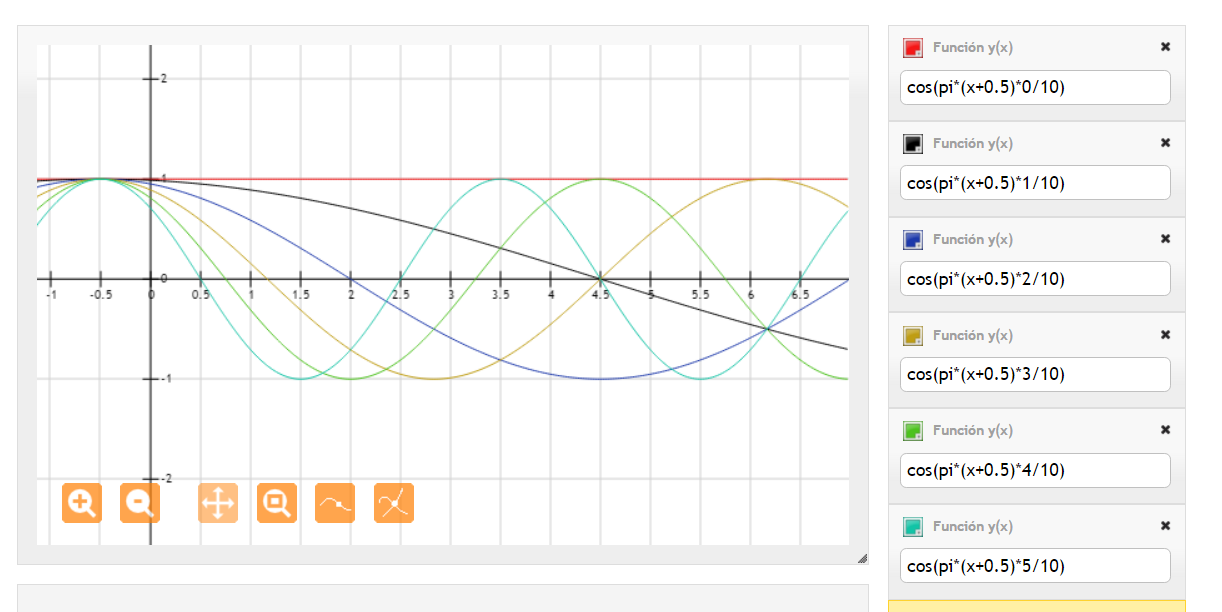 2
1
0
-1
-2
-1 -0.5 0 0.5 1 1.5 2 2.5 3 3.5 4 4.5 5 5.5 6 6.5
Función y(x)
cos(pi*(x+0.5)*0/10)
Función y(x)
cos(pi*(x+0.5)*1/10)
Función y(x)
cos(pi*(x+0.5)*2/10)
Función y(x)
cos(pi*(x+0.5)*3/10)
Función y(x)
cos(pi*(x+0.5)*4/10)
Función y(x)
cos(pi*(x+0.5)*5/10)